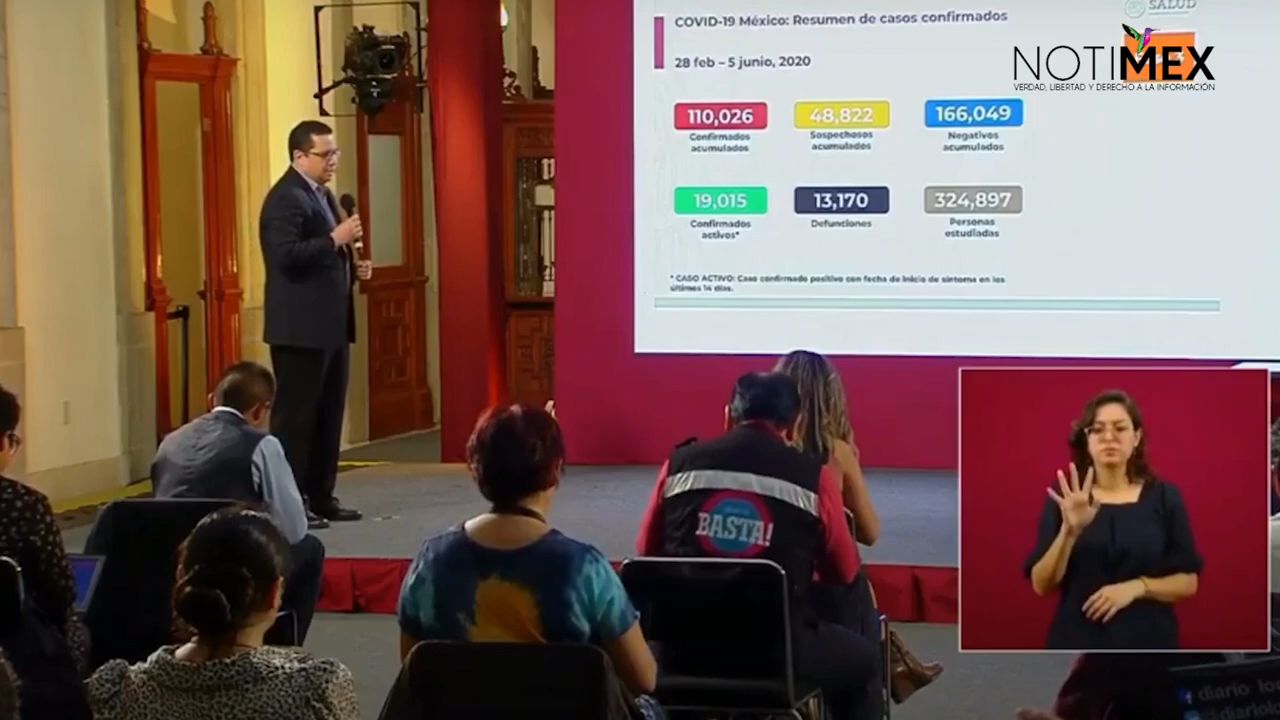 COVID-19 México: Resumen de casos confirmados
28 feb – 5 junio, 2020
SALUD
NOTIMEX
VERDAD, LIBERTAD Y DERECHO A LA INFORMACIÓN
110,026
Confirmados
acumulados
48,822
Sospechosos
acumulados
166,049
Negativos
acumulados
19,015
Confirmados
activos*
13,170
Defunciones
324,897
Personas
estudiadas
* CASO ACTIVO: Caso confirmado positivo con fecha de inicio de síntoma en los
últimos 14 días.
BASTA!
diario